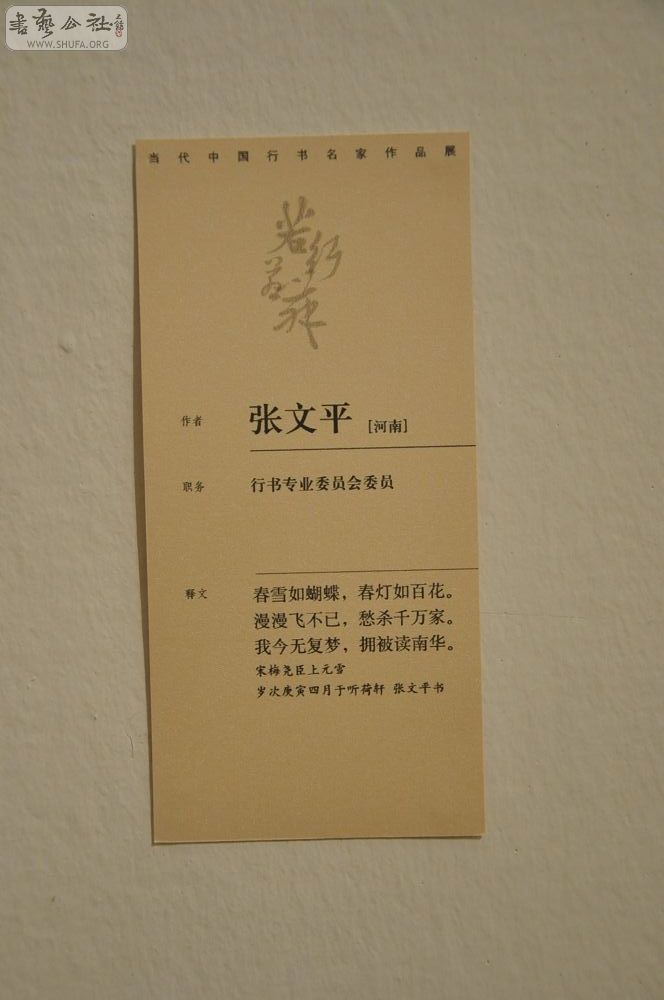 書藝公社
WWW.SHUFA.ORG
当代中国行书名家作品展
作者 张文平 [河南]
职务 行书专业委员会委员
释文 春雪如蝴蝶，春灯如百花。
漫漫飞不已，愁杀千万家。
我今无复梦，拥被读南华。
宋梅尧臣上元雪
岁次庚寅四月于听荷轩 张文平书